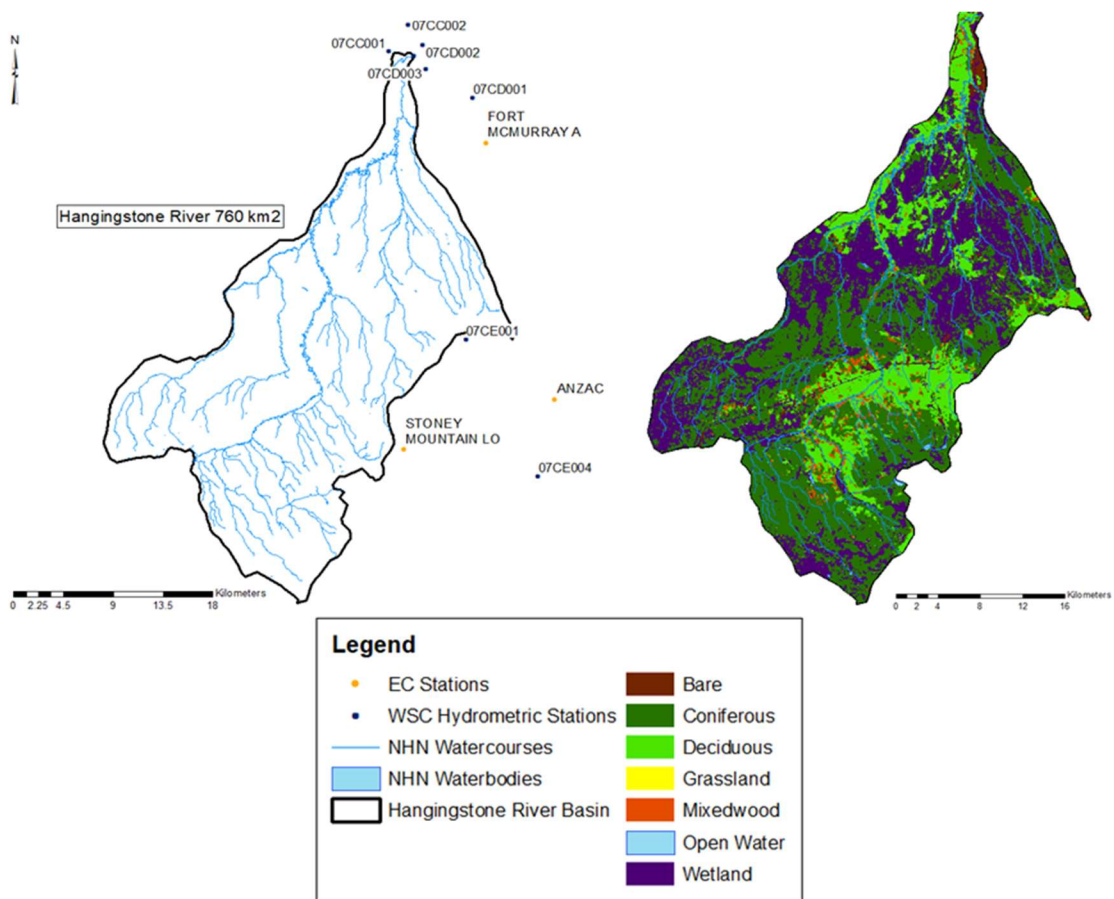 N
07CC002
07CC001
07CD002
07CD003
07CD001
FORT
MCMURRAY A
Hangingstone River 760 km2
07CE001
ANZAC
STONEY
MOUNTAIN LO
07CE004
Kilometers
0 2.25 4.5 9 13.5 18
Kilometers
0 2 4 8 12 16
Legend
EC Stations
WSC Hydrometric Stations
NHN Watercourses
NHN Waterbodies
Hangingstone River Basin
Bare
Coniferous
Deciduous
Grassland
Mixedwood
Open Water
Wetland